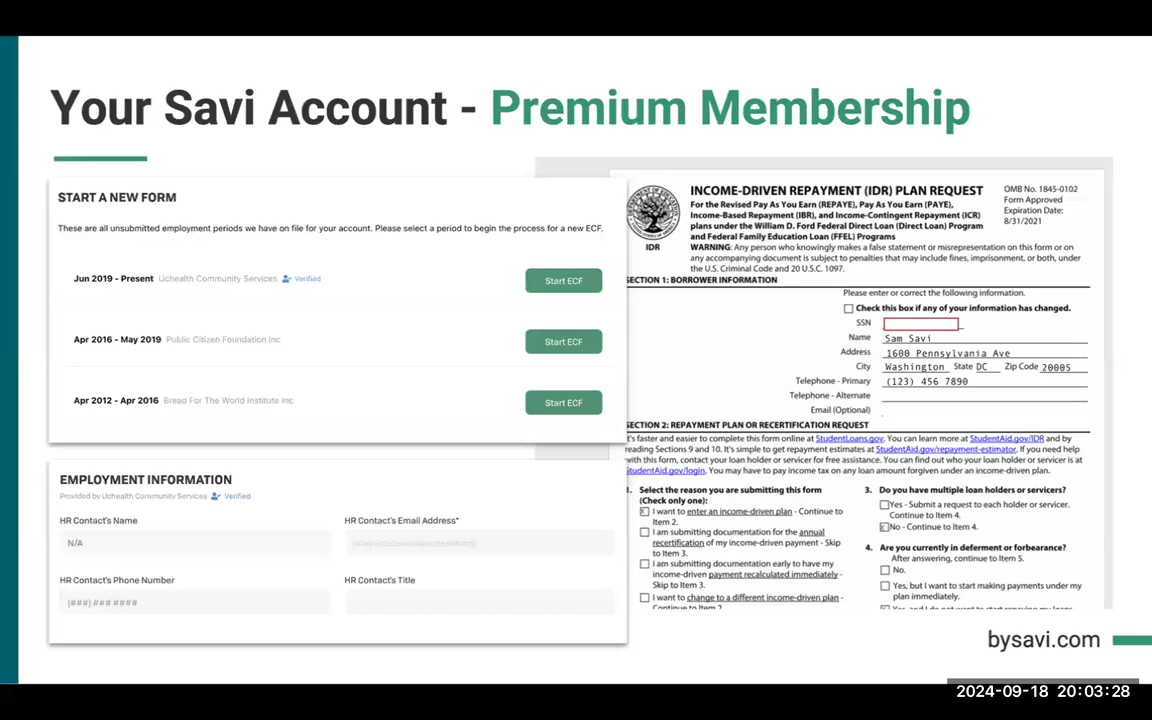 Your Savi Account - Premium Membership
START A NEW FORM
These are all unsubmitted employment periods we have on file for your account. Please select a period to begin the process for a new ECF.
Jun 2019 - Present Uchealth Community Services Verified
Start ECF
Apr 2016 - May 2019 Public Citizen Foundation Inc
Start ECF
Apr 2012 - Apr 2016 Bread For The World Institute Inc
Start ECF
EMPLOYMENT INFORMATION
Provided by Uchealth Community Services Verified
HR Contact's Name
HR Contact's Email Address*
N/A
HR Contact's Phone Number
HR Contact's Title
(###) ### ####
IDR
INCOME-DRIVEN REPAYMENT (IDR) PLAN REQUEST
For the Revised Pay As You Earn (REPAYE), Pay As You Earn (PAYE),
Income-Based Repayment (IBR), and Income-Contingent Repayment (ICR)
plans under the William D. Ford Federal Direct Loan (Direct Loan) Program
and Federal Family Education Loan (FFEL) Programs
WARNING: Any person who knowingly makes a false statement or misrepresentation on this form or on
any accompanying document is subject to penalties that may include fines, imprisonment, or both, under
the U.S. Criminal Code and 20 U.S.C. 1097.
OMB No. 1845-0102
Form Approved
Expiration Date:
8/31/2021
SECTION 1: BORROWER INFORMATION
Please enter or correct the following information.
Check this box if any of your information has changed.
SSN
Name Sam Savi
Address 1600 Pennsylvania Ave
City Washington State DC Zip Code 20005
Telephone - Primary (123) 456 7890
Telephone - Alternate
Email (Optional)
SECTION 2: REPAYMENT PLAN OR RECERTIFICATION REQUEST
It's faster and easier to complete this form online at StudentLoans.gov. You can learn more at StudentAid.gov/IDR and by
reading Sections 9 and 10. It's simple to get repayment estimates at StudentAid.gov/repayment-estimator. If you need help
with this form, contact your loan holder or servicer for free assistance. You can find out who your loan holder or servicer is at
StudentAid.gov/login. You may have to pay income tax on any loan amount forgiven under an income-driven plan.
1. Select the reason you are submitting this form
(Check only one):
I want to enter an income-driven plan - Continue to
Item 2.
I am submitting documentation for the annual
recertification of my income-driven payment - Skip
to Item 3.
I am submitting documentation early to have my
income-driven payment recalculated immediately -
Skip to Item 3.
I want to change to a different income-driven plan -
Continue to Item 2.
3. Do you have multiple loan holders or servicers?
Yes - Submit a request to each holder or servicer.
Continue to Item 4.
No - Continue to Item 4.
4. Are you currently in deferment or forbearance?
After answering, continue to Item 5.
No.
Yes, but I want to start making payments under my
plan immediately.
Yes, and I do not want to start repaying my loans
bysavi.com
2024-09-18 20:03:28